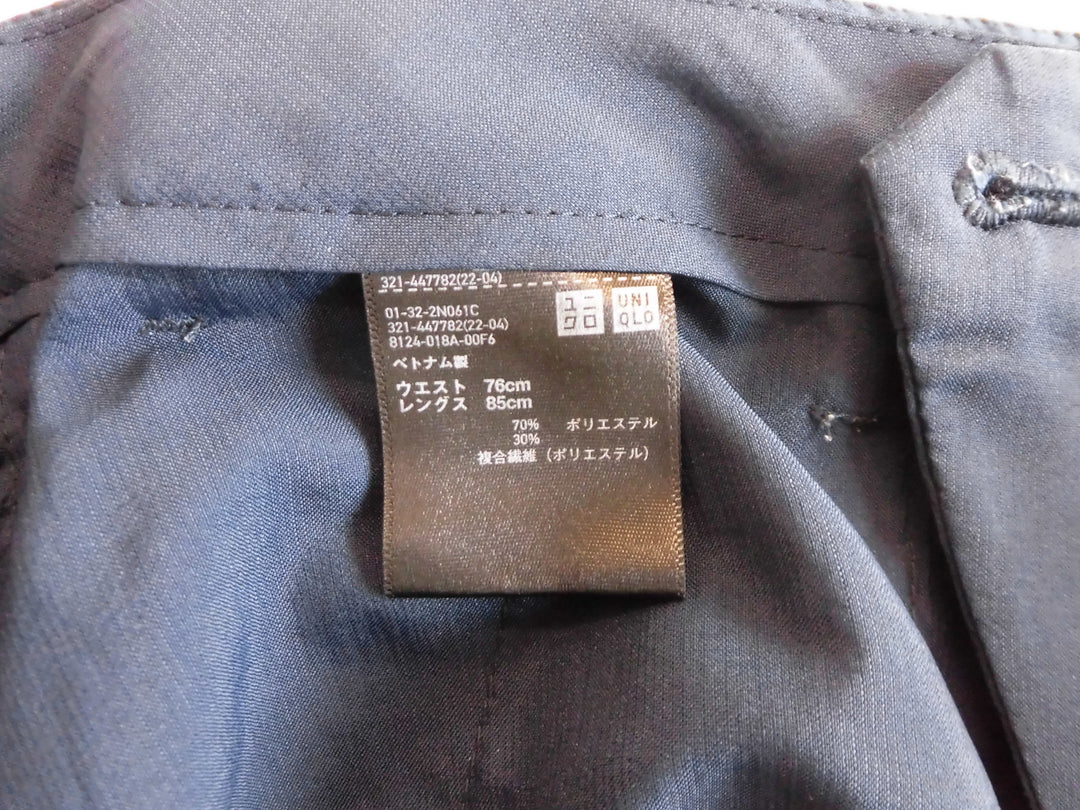 321-447782(22-04)
01-32-2N061C
321-447782(22-04)
8124-018A-00F6
ユニ
クロ
UNI
QLO
ベトナム製
ウエスト 76cm
レングス 85cm
70% ポリエステル
30%
複合繊維(ポリエステル)